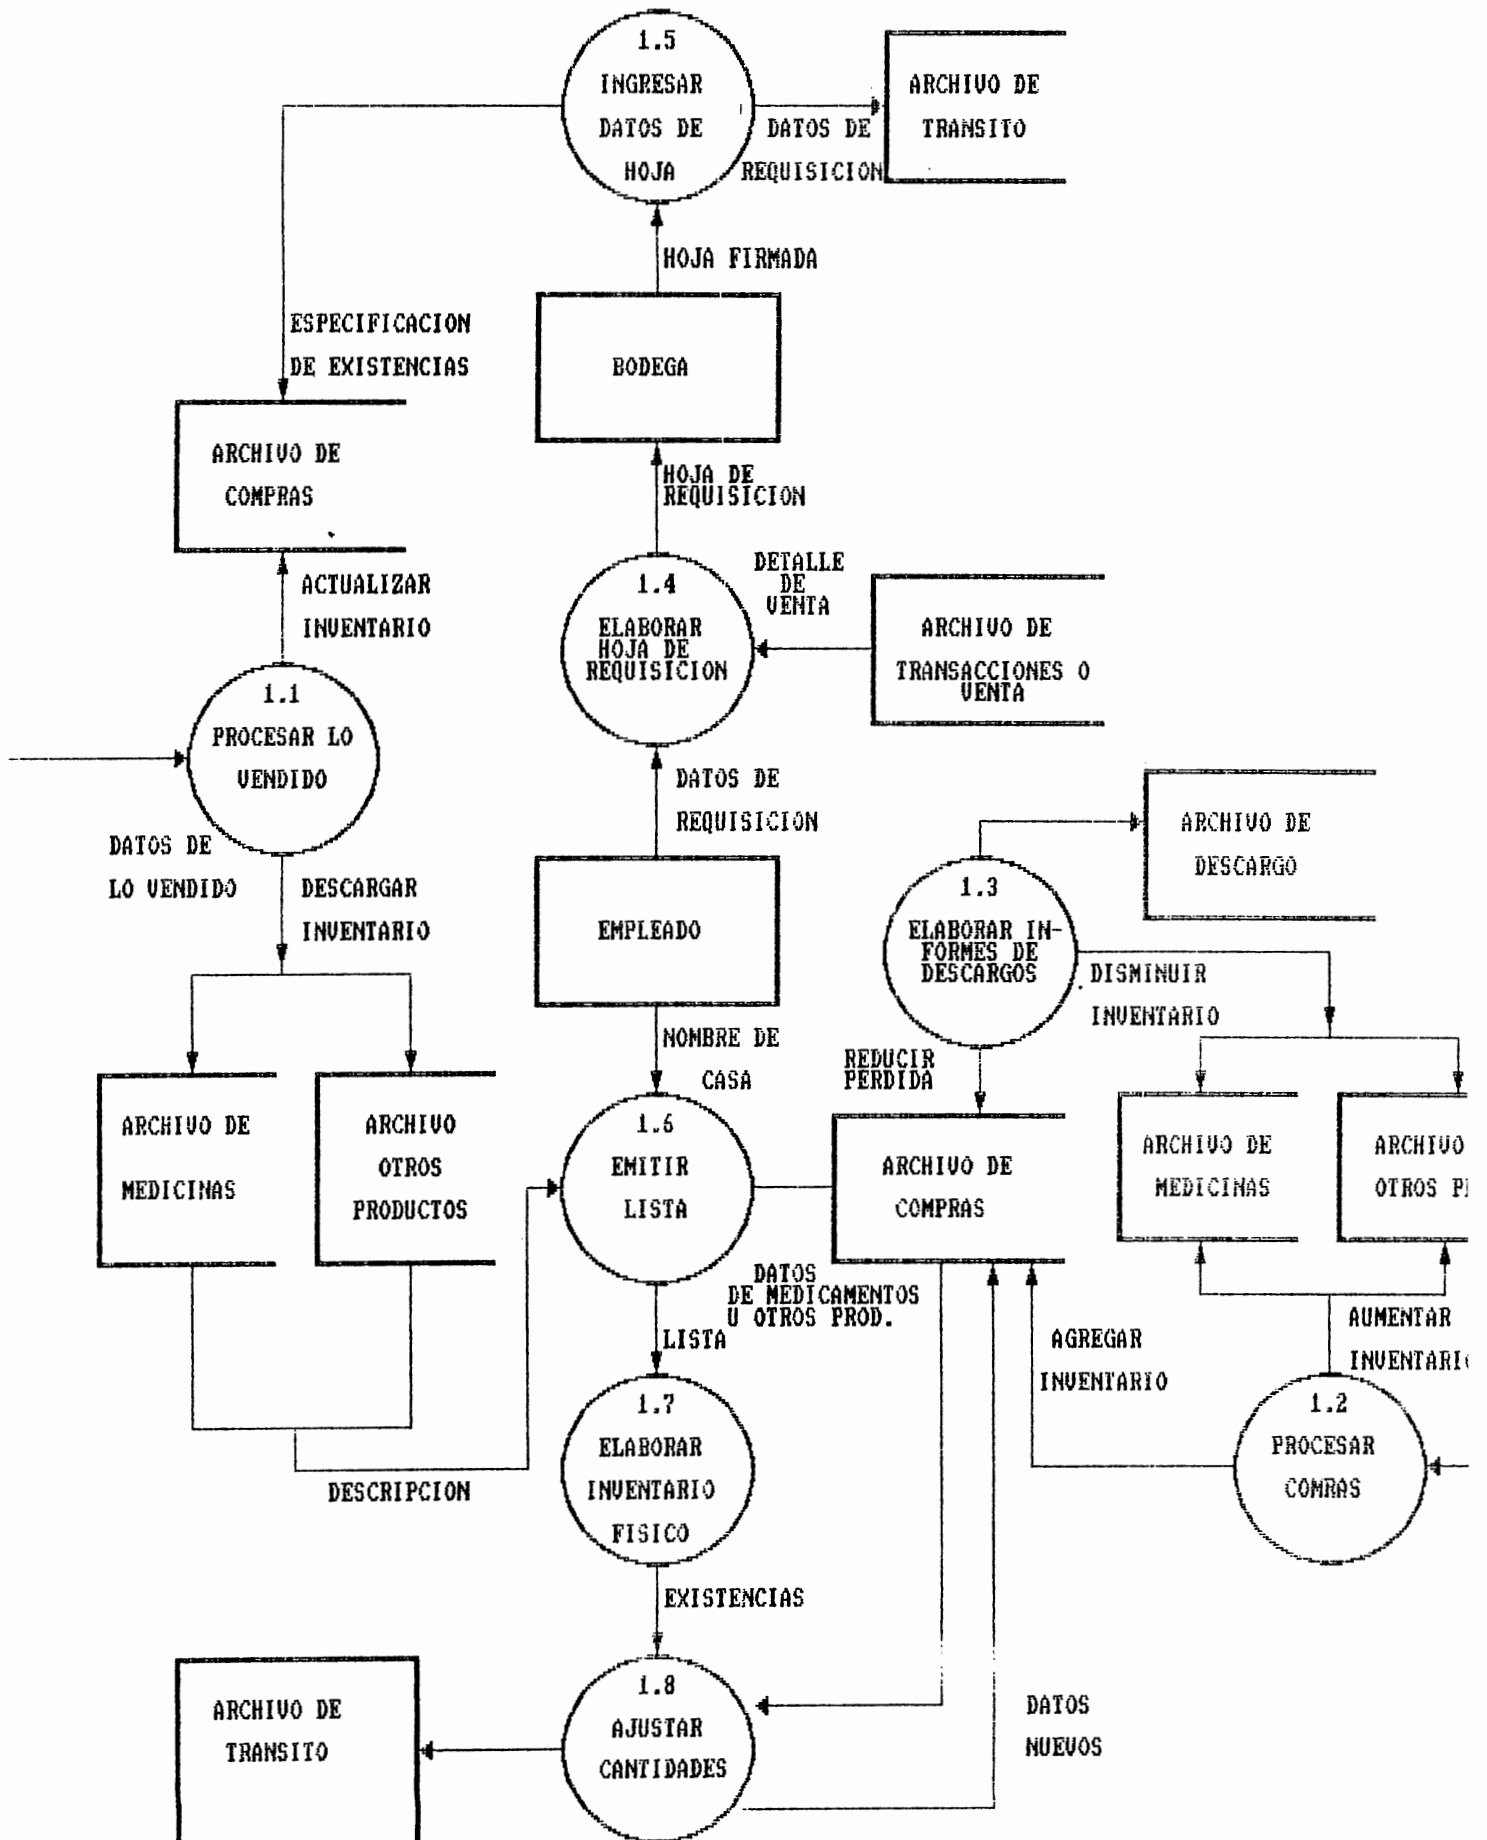 1.5
INGRESAR
DATOS DE
HOJA
DATOS DE
REQUISICION
ARCHIVO DE
TRANSITO
HOJA FIRMADA
ESPECIFICACION
DE EXISTENCIAS
BODEGA
ARCHIVO DE
COMPRAS
HOJA DE
REQUISICION
ACTUALIZAR
INVENTARIO
1.4
ELABORAR
HOJA DE
REQUISICION
DETALLE
DE
VENTA
ARCHIVO DE
TRANSACCIONES O
VENTA
1.1
PROCESAR LO
VENDIDO
DATOS DE
LO VENDIDO
DESCARGAR
INVENTARIO
DATOS DE
REQUISICION
EMPLEADO
ARCHIVO DE
DESCARGO
1.3
ELABORAR IN-
FORMES DE
DESCARGOS
DISMINUIR
INVENTARIO
NOMBRE DE
CASA
REDUCIR
PERDIDA
ARCHIVO DE
MEDICINAS
ARCHIVO
OTROS
PRODUCTOS
1.6
EMITIR
LISTA
ARCHIVO DE
COMPRAS
ARCHIVO DE
MEDICINAS
ARCHIVO
OTROS
DATOS
DE MEDICAMENTOS
U OTROS PROD.
LISTA
AGREGAR
INVENTARIO
AUMENTAR
INVENTARI
1.7
ELABORAR
INVENTARIO
FISICO
1.2
PROCESAR
COMRAS
DESCRIPCION
EXISTENCIAS
ARCHIVO DE
TRANSITO
1.8
AJUSTAR
CANTIDADES
DATOS
NUEVOS